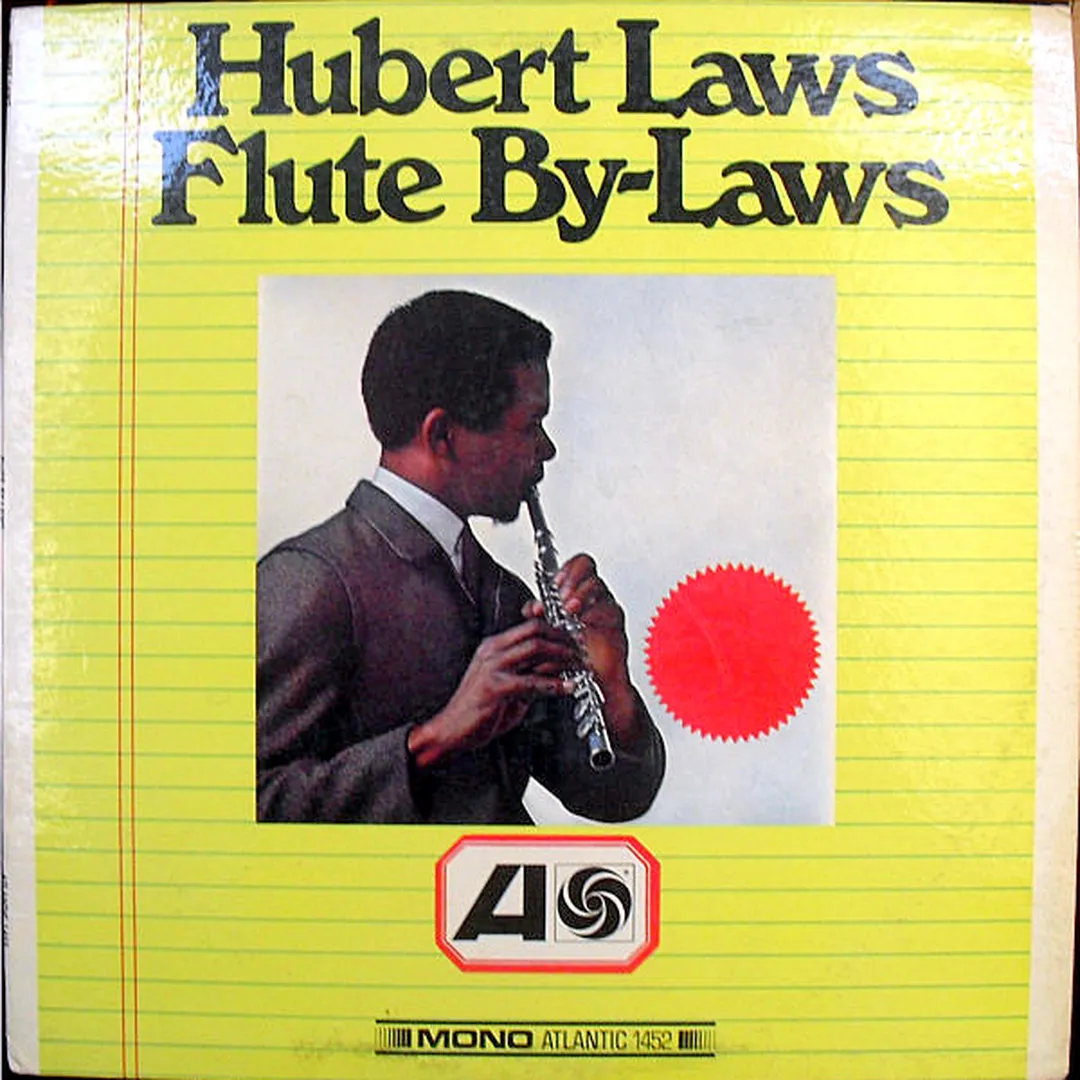 Hubert Laws
Flute By-Laws
A
MONO ATLANTIC 1452